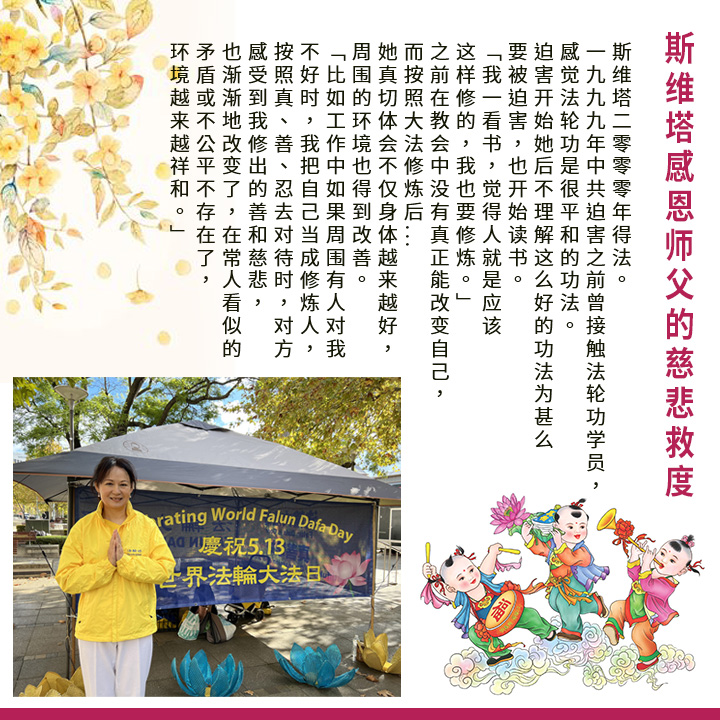 斯维塔感恩师父的慈悲救度
斯维塔二零零零年得法。
一九九九年中共迫害之前曾接触法轮功学员，
感觉法轮功是很平和的功法。
迫害开始她后不理解这么好的功法为甚么
要被迫害，也开始读书。
「我一看书，觉得人就是应该
这样修的，我也要修炼。」
之前在教会中没有真正能改变自己，
而按照大法修炼后…
她真切体会不仅身体越来越好，
周围的环境也得到改善。
「比如工作中如果周围有人对我
不好时，我把自己当成修炼人，
按照真、善、忍去对待时，对方
感受到我修出的善和慈悲，
也渐渐地改变了，在常人看似的
矛盾或不公平不存在了，
环境越来越祥和。」
rating World Falun Dafa Day
慶祝5.13
世界法輪大法日
福